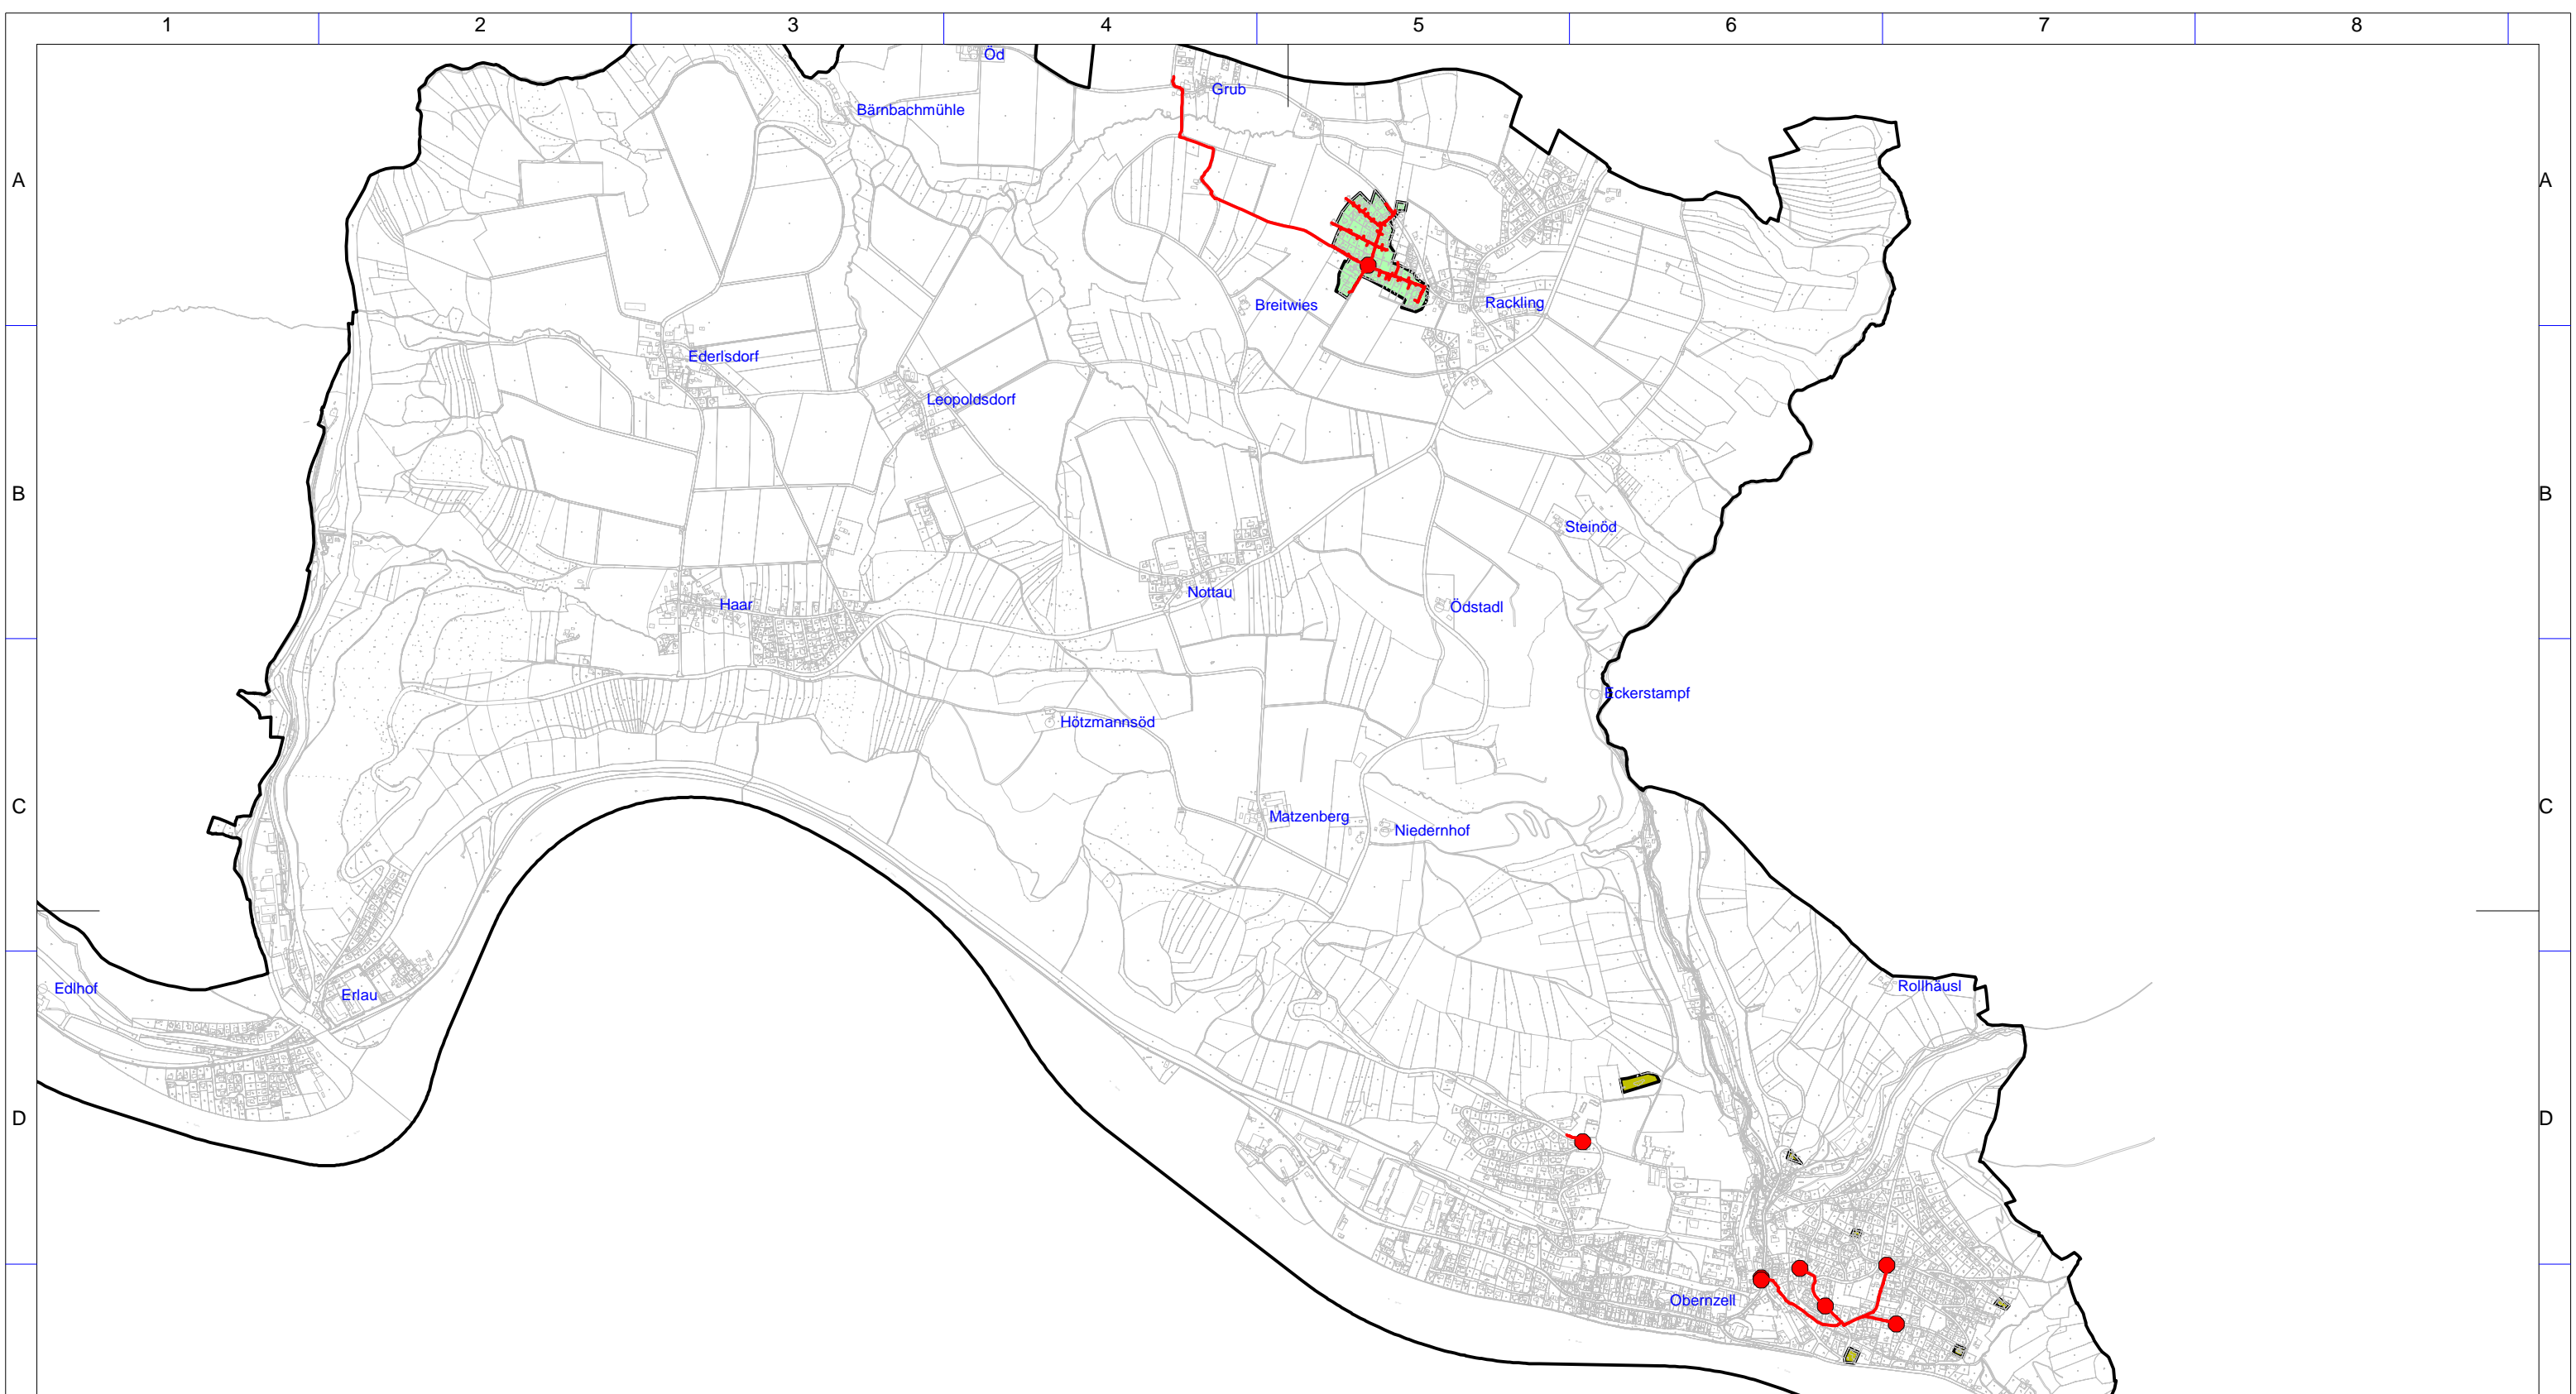 1 2 3 4 5 6 7 8
Öd
Grub
Bärnbachmühle
A A
Breitwies
Rackling
Ederlsdorf
Leopoldsdorf
B B
Steinöd
Nottau
Haar
Ödstadl
Eckerstampf
Hötzmannsöd
C C
Matzenberg
Niedernhof
Rollhäusl
Edlhof
Erlau
D D
Obernzell